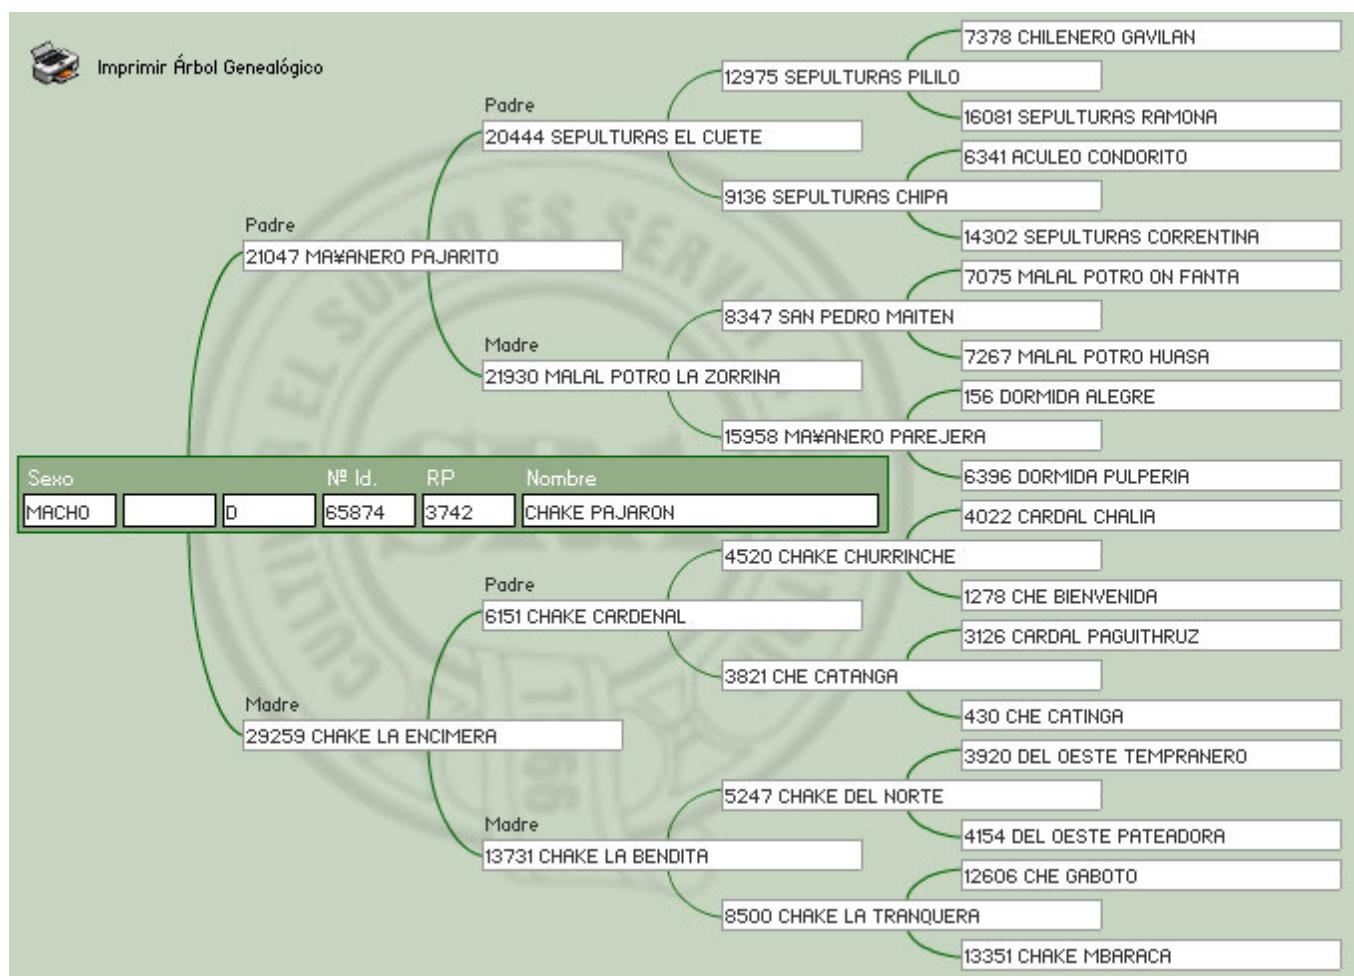 Imprimir Árbol Genealógico
7378 CHILENERO GAVILAN
12975 SEPULTURAS PILILO
Padre
16081 SEPULTURAS RAMONA
20444 SEPULTURAS EL CUETE
6341 ACULEO CONDORITO
9136 SEPULTURAS CHIPA
Padre
14302 SEPULTURAS CORRENTINA
21047 MA¥ANERO PAJARITO
7075 MALAL POTRO ON FANTA
8347 SAN PEDRO MAITEN
Madre
7267 MALAL POTRO HUASA
21930 MALAL POTRO LA ZORRINA
156 DORMIDA ALEGRE
15958 MA¥ANERO PAREJERA
6396 DORMIDA PULPERIA
Sexo Nº Id. RP Nombre
MACHO D 65874 3742 CHAKE PAJARON
4022 CARDAL CHALIA
4520 CHAKE CHURRINCHE
Padre
1278 CHE BIENVENIDA
6151 CHAKE CARDENAL
3126 CARDAL PAGUITHRUZ
3821 CHE CATANGA
Madre
430 CHE CATINGA
29259 CHAKE LA ENCIMERA
3920 DEL OESTE TEMPRANERO
5247 CHAKE DEL NORTE
Madre
4154 DEL OESTE PATEADORA
13731 CHAKE LA BENDITA
12606 CHE GABOTO
8500 CHAKE LA TRANQUERA
13351 CHAKE MBARACA
CULTIVAR EL SUELO ES SERVIR
1866